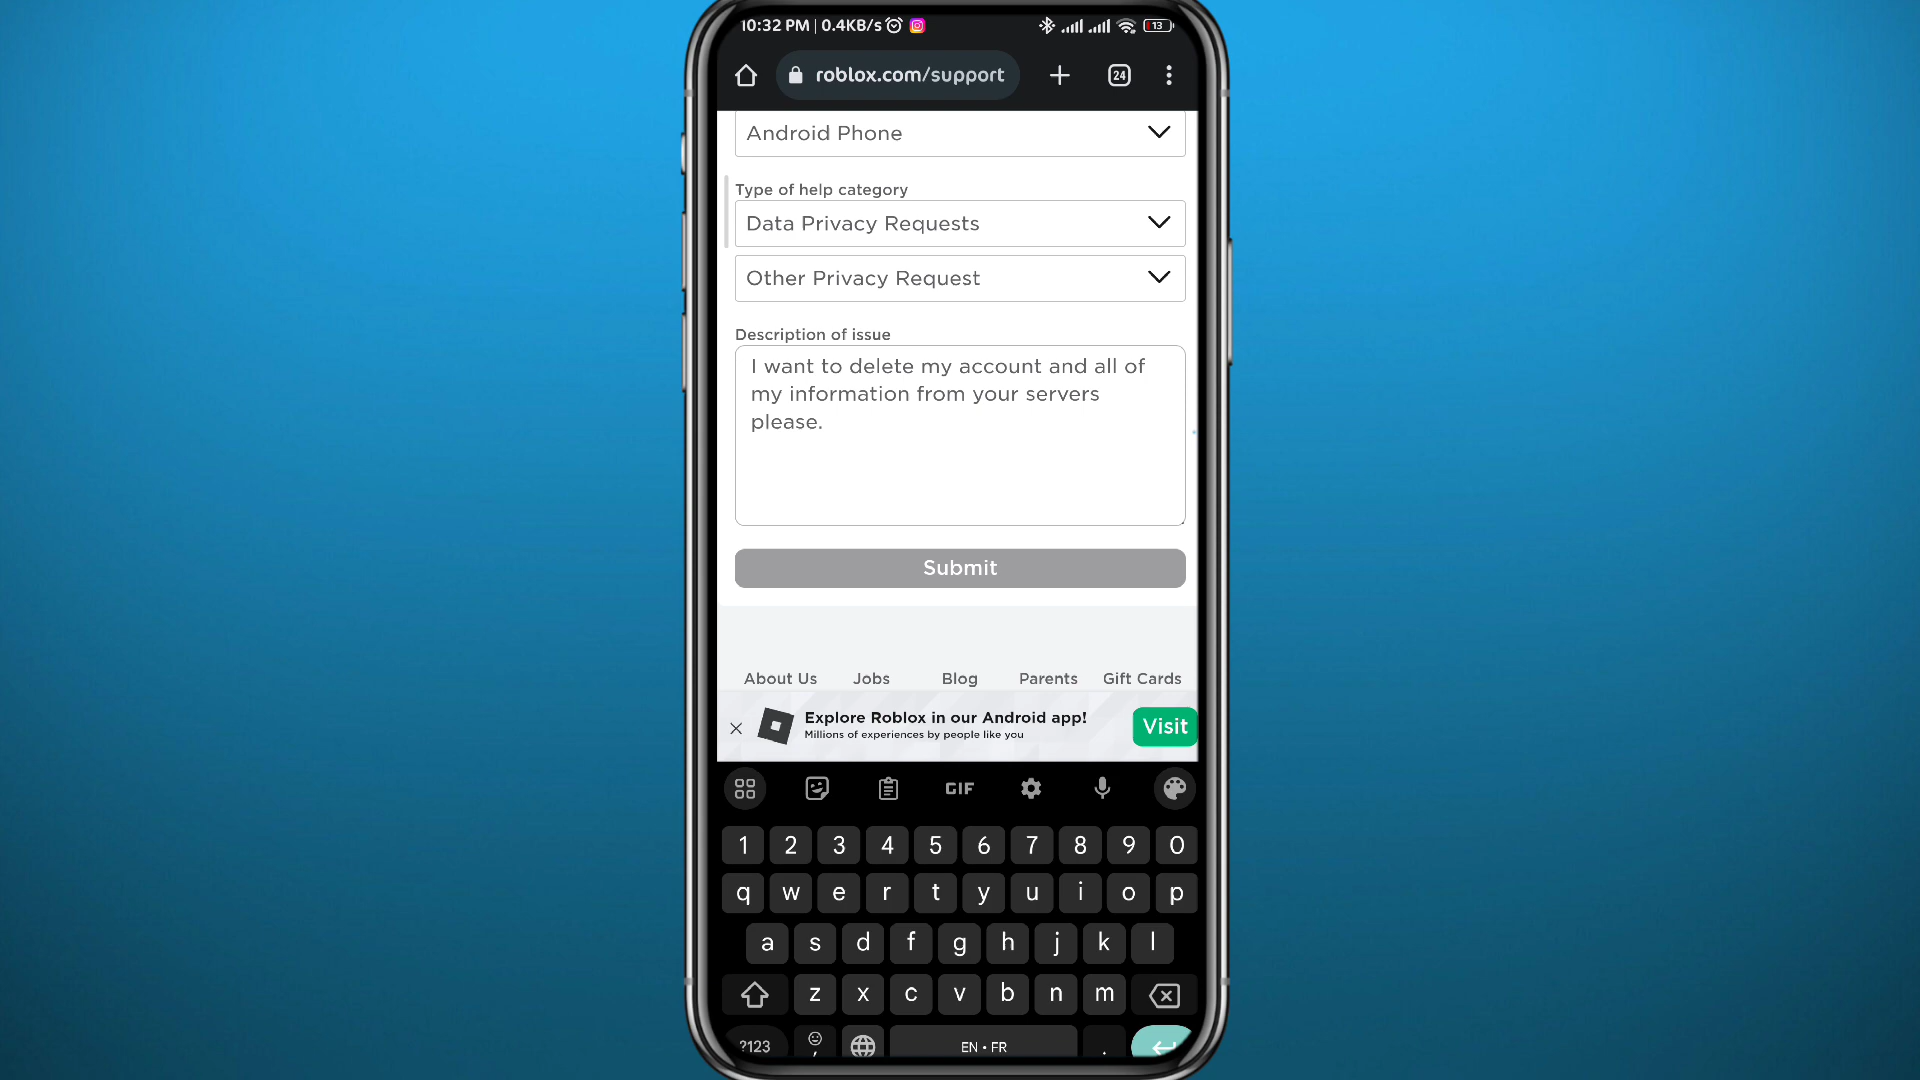 10:32 PM | 0.4KB/s 13
roblox.com/support 24
Android Phone
Type of help category
Data Privacy Requests
Other Privacy Request
Description of issue
I want to delete my account and all of
my information from your servers
please.
Submit
About Us Jobs Blog Parents Gift Cards
Explore Roblox in our Android app!
Millions of experiences by people like you
Visit
GIF
1 2 3 4 5 6 7 8 9 0
q w e r t y u i o p
a s d f g h j k l
z x c v b n m
?123 , EN • FR .